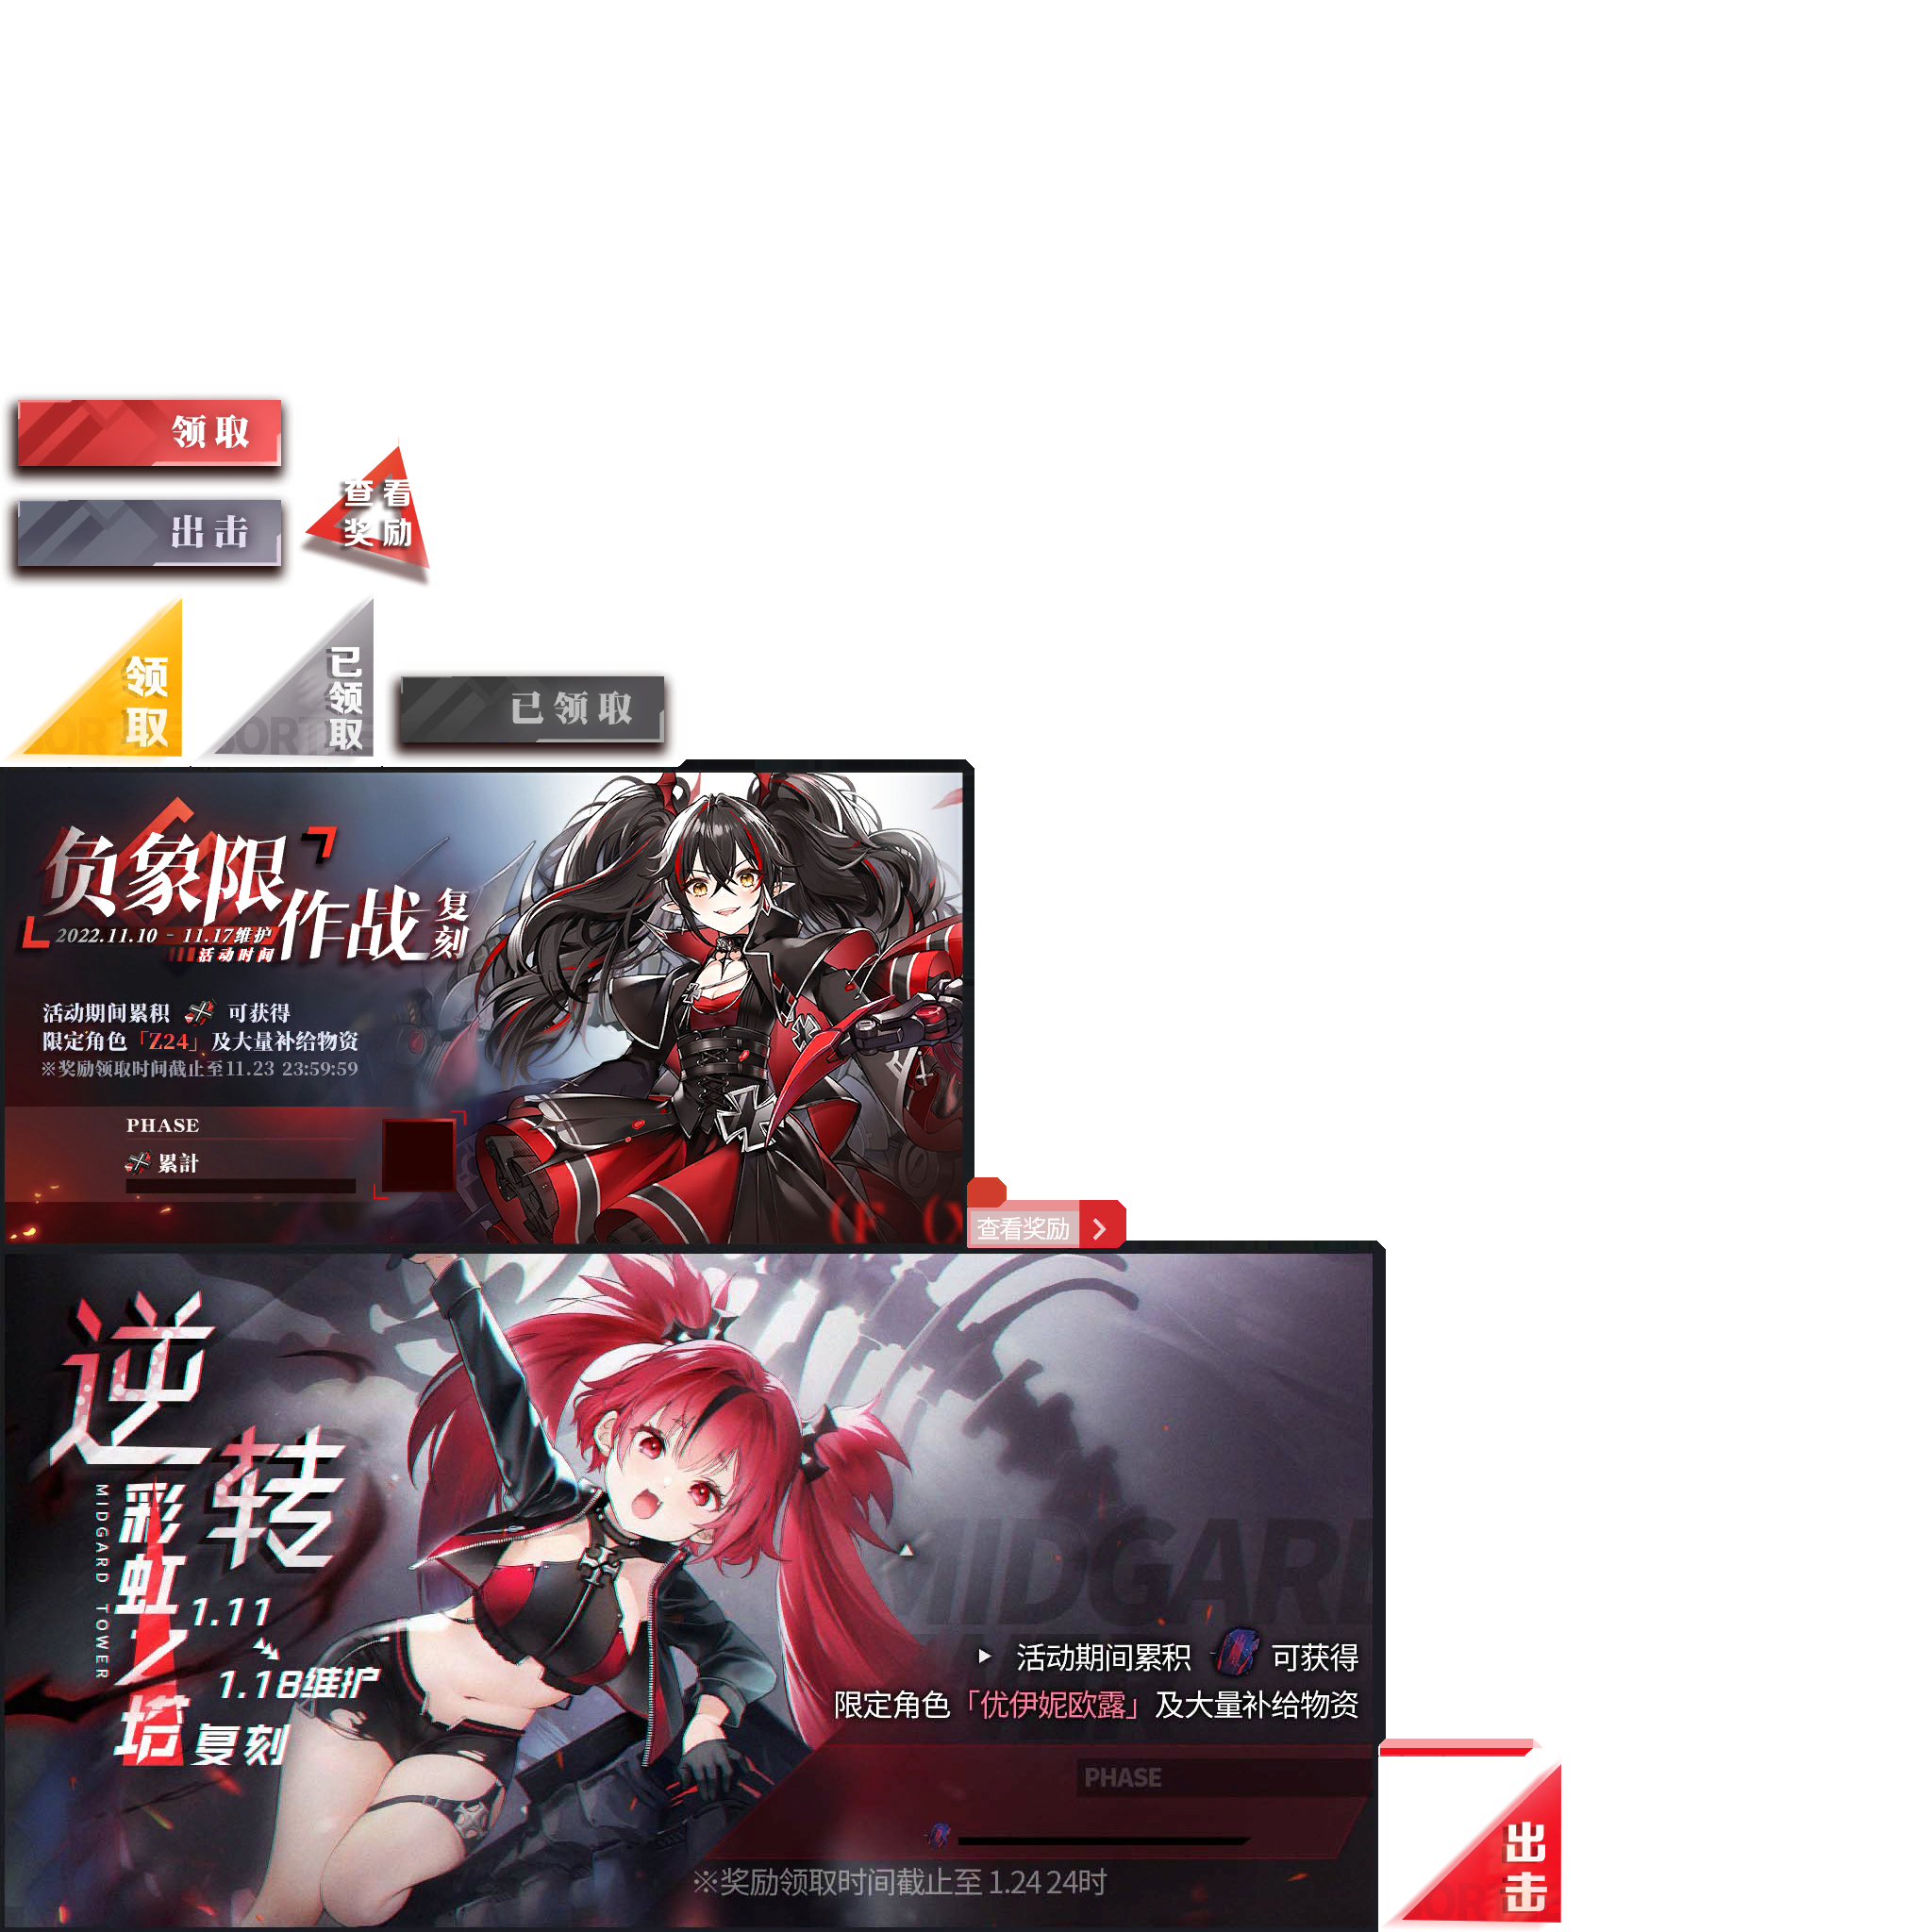 领取
出击
查看
奖励
领
取
已
领
取
已领取
负象限
作战
复
刻
2022.11.10 - 11.17维护
活动时间
活动期间累积 可获得
限定角色「Z24」及大量补给物资
※奖励领取时间截止至11.23 23:59:59
PHASE
累計
查看奖励
逆
转
彩
虹
之
塔
MIDGARD TOWER
1.11
1.18维护
复刻
MIDGARD
活动期间累积 可获得
限定角色「优伊妮欧露」及大量补给物资
PHASE
※奖励领取时间截止至 1.24 24时
出
击